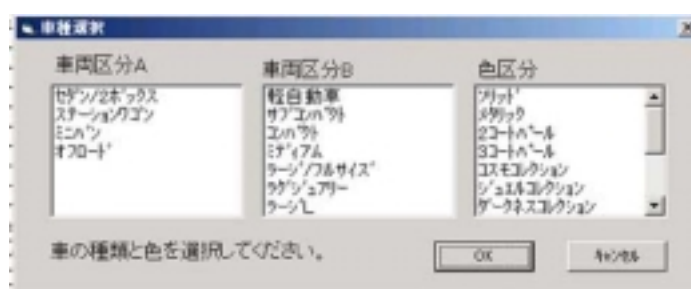 車種選択
車両区分A
ｾﾀﾞﾝ/2ﾎﾞｯｸｽ
ｽﾃｰｼｮﾝﾜｺﾞﾝ
ﾐﾆﾊﾞﾝ
ｵﾌﾛｰﾄﾞ
車両区分B
軽自動車
ｻﾌﾞｺﾝﾊﾟｸﾄ
ｺﾝﾊﾟｸﾄ
ﾐﾃﾞｨｱﾑ
ﾗｰｼﾞ/ﾌﾙｻｲｽﾞ
ﾗｸﾞｼﾞｭｱﾘｰ
ﾗｰｼﾞL
色区分
ｿﾘｯﾄﾞ
ﾒﾀﾘｯｸ
2ｺｰﾄﾊﾟｰﾙ
3ｺｰﾄﾊﾟｰﾙ
ｺｽﾓｺﾚｸｼｮﾝ
ｼﾞｭｴﾙｺﾚｸｼｮﾝ
ﾀﾞｰｸﾈｽｺﾚｸｼｮﾝ
車の種類と色を選択してください。
OK
ｷｬﾝｾﾙ